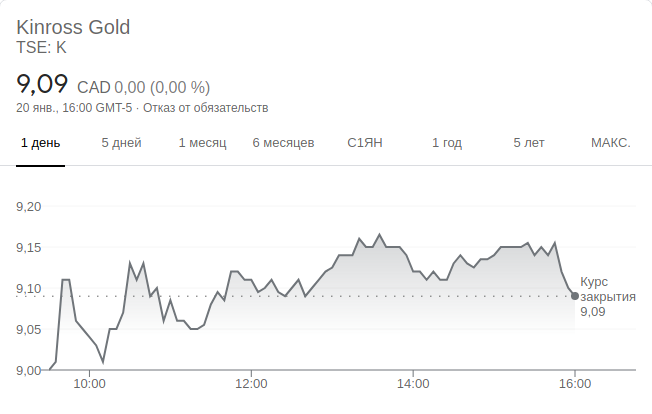 Kinross Gold
TSE: K
9,09 CAD 0,00 (0,00 %)
20 янв., 16:00 GMT-5 · Отказ от обязательств
1 день 5 дней 1 месяц 6 месяцев С1ЯН 1 год 5 лет МАКС.
9,20
9,15
9,10
9,05
9,00
Курс
закрытия
9,09
10:00 12:00 14:00 16:00